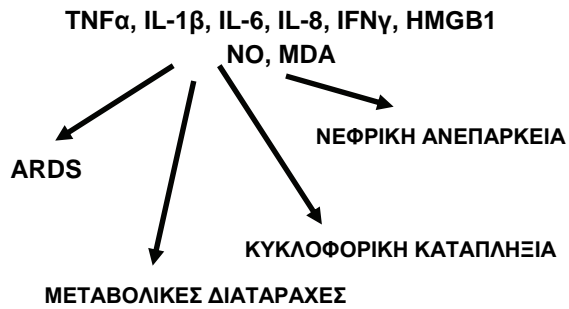 TNFα, IL-1β, IL-6, IL-8, IFNγ, HMGB1
NO, MDA
ΝΕΦΡΙΚΗ ΑΝΕΠΑΡΚΕΙΑ
ARDS
ΚΥΚΛΟΦΟΡΙΚΗ ΚΑΤΑΠΛΗΞΙΑ
ΜΕΤΑΒΟΛΙΚΕΣ ΔΙΑΤΑΡΑΧΕΣ